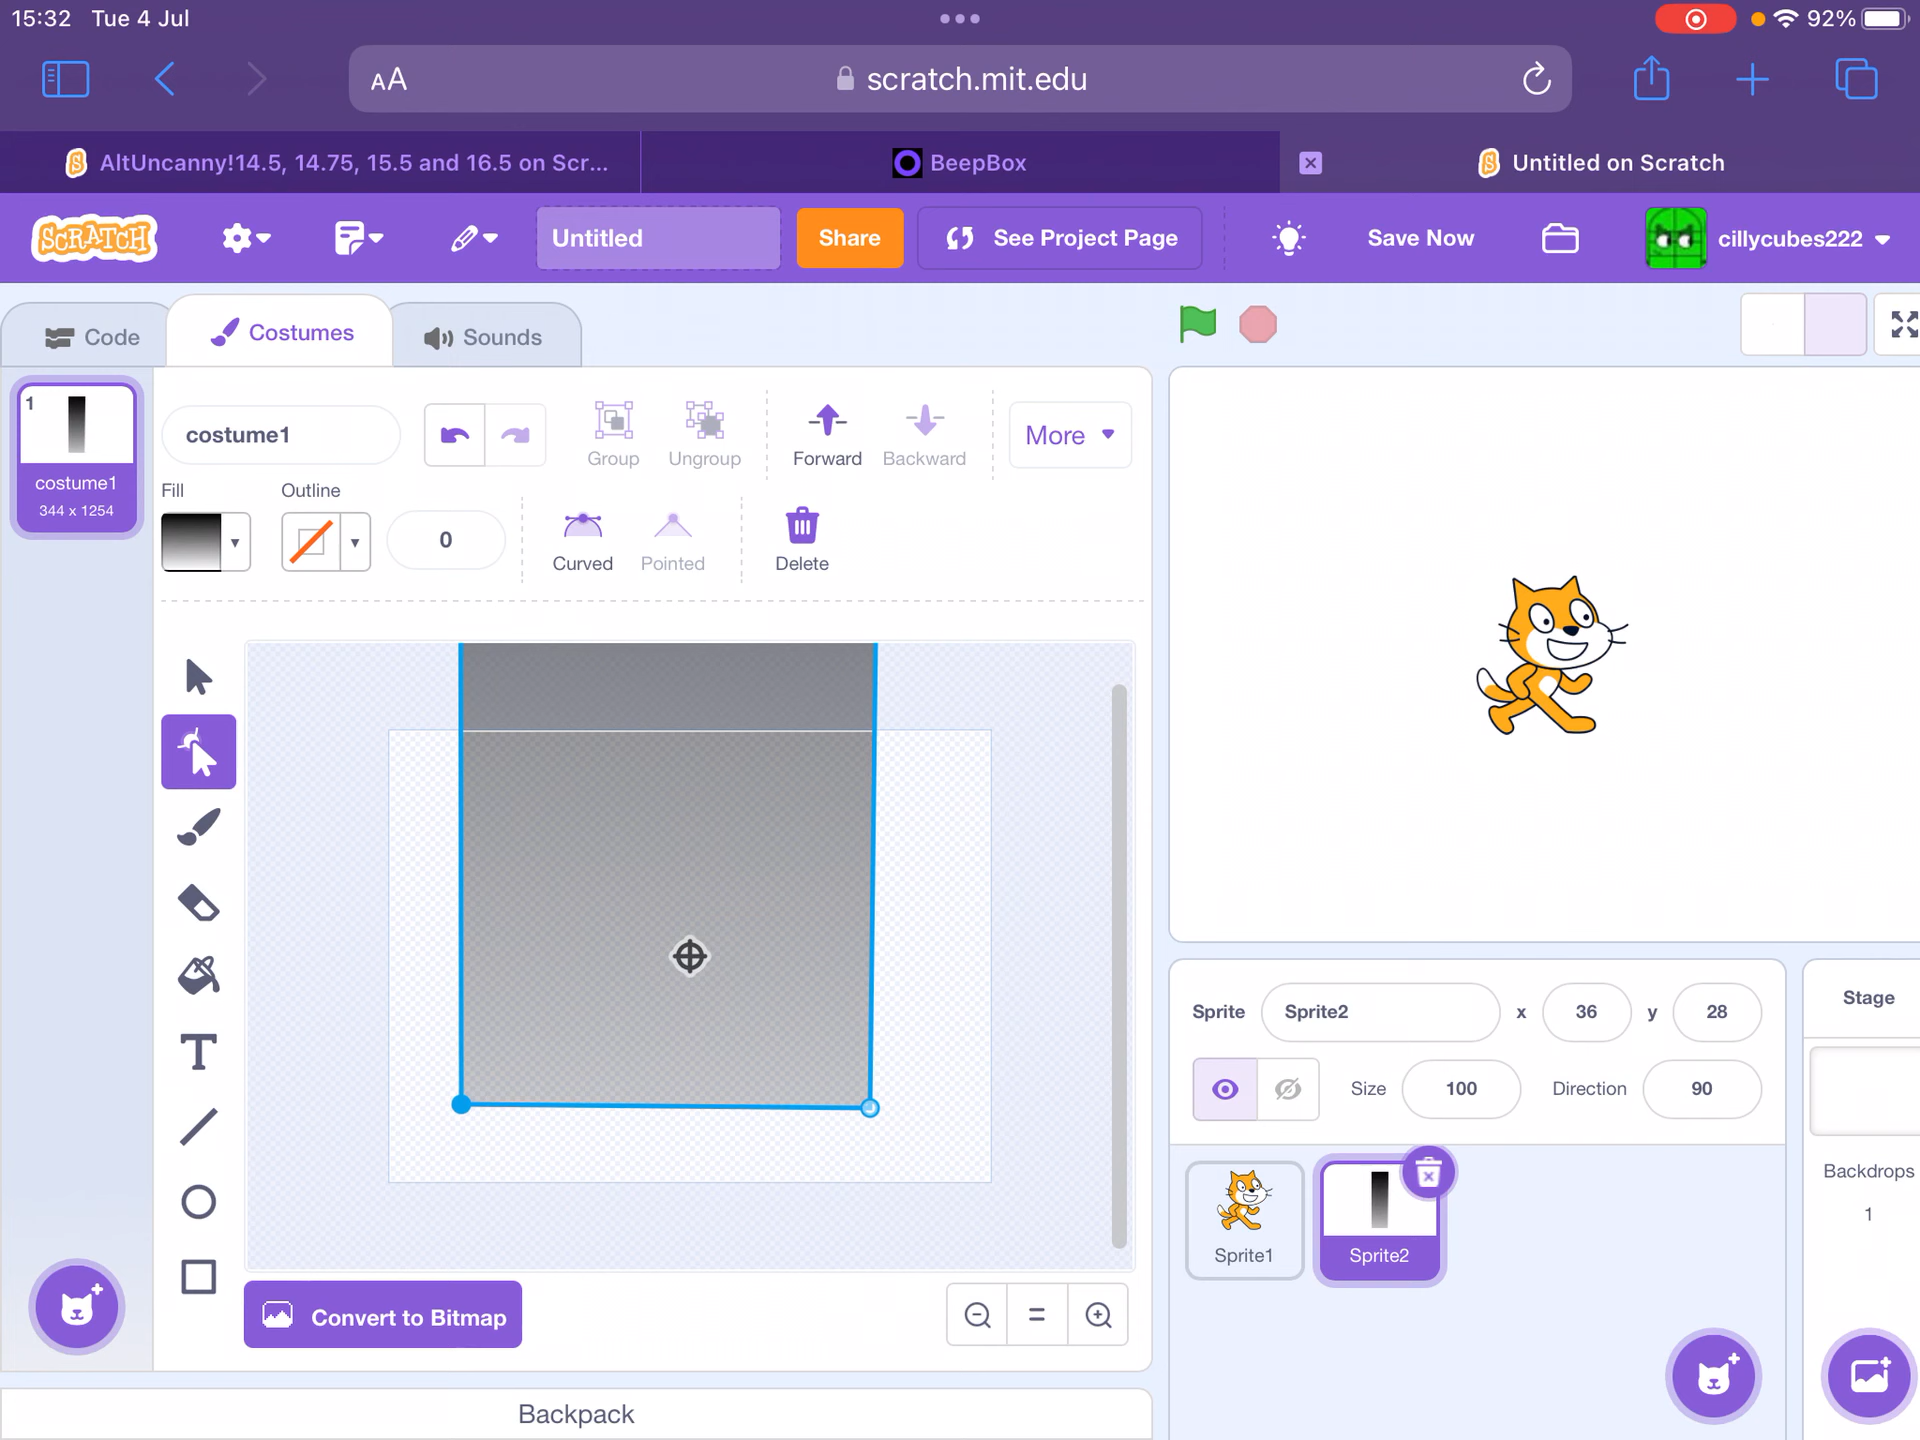 15:32 Tue 4 Jul
92%
AA
scratch.mit.edu
AltUncanny!14.5, 14.75, 15.5 and 16.5 on Scr...
BeepBox
Untitled on Scratch
SCRATCH
Untitled
Share
See Project Page
Save Now
cillycubes222
Code
Costumes
Sounds
1
costume1
344 x 1254
costume1
Group
Ungroup
Forward
Backward
More
Fill
Outline
0
Curved
Pointed
Delete
T
Convert to Bitmap
=
Backpack
Sprite
Sprite2
x
36
y
28
Size
100
Direction
90
Sprite1
Sprite2
Stage
Backdrops
1